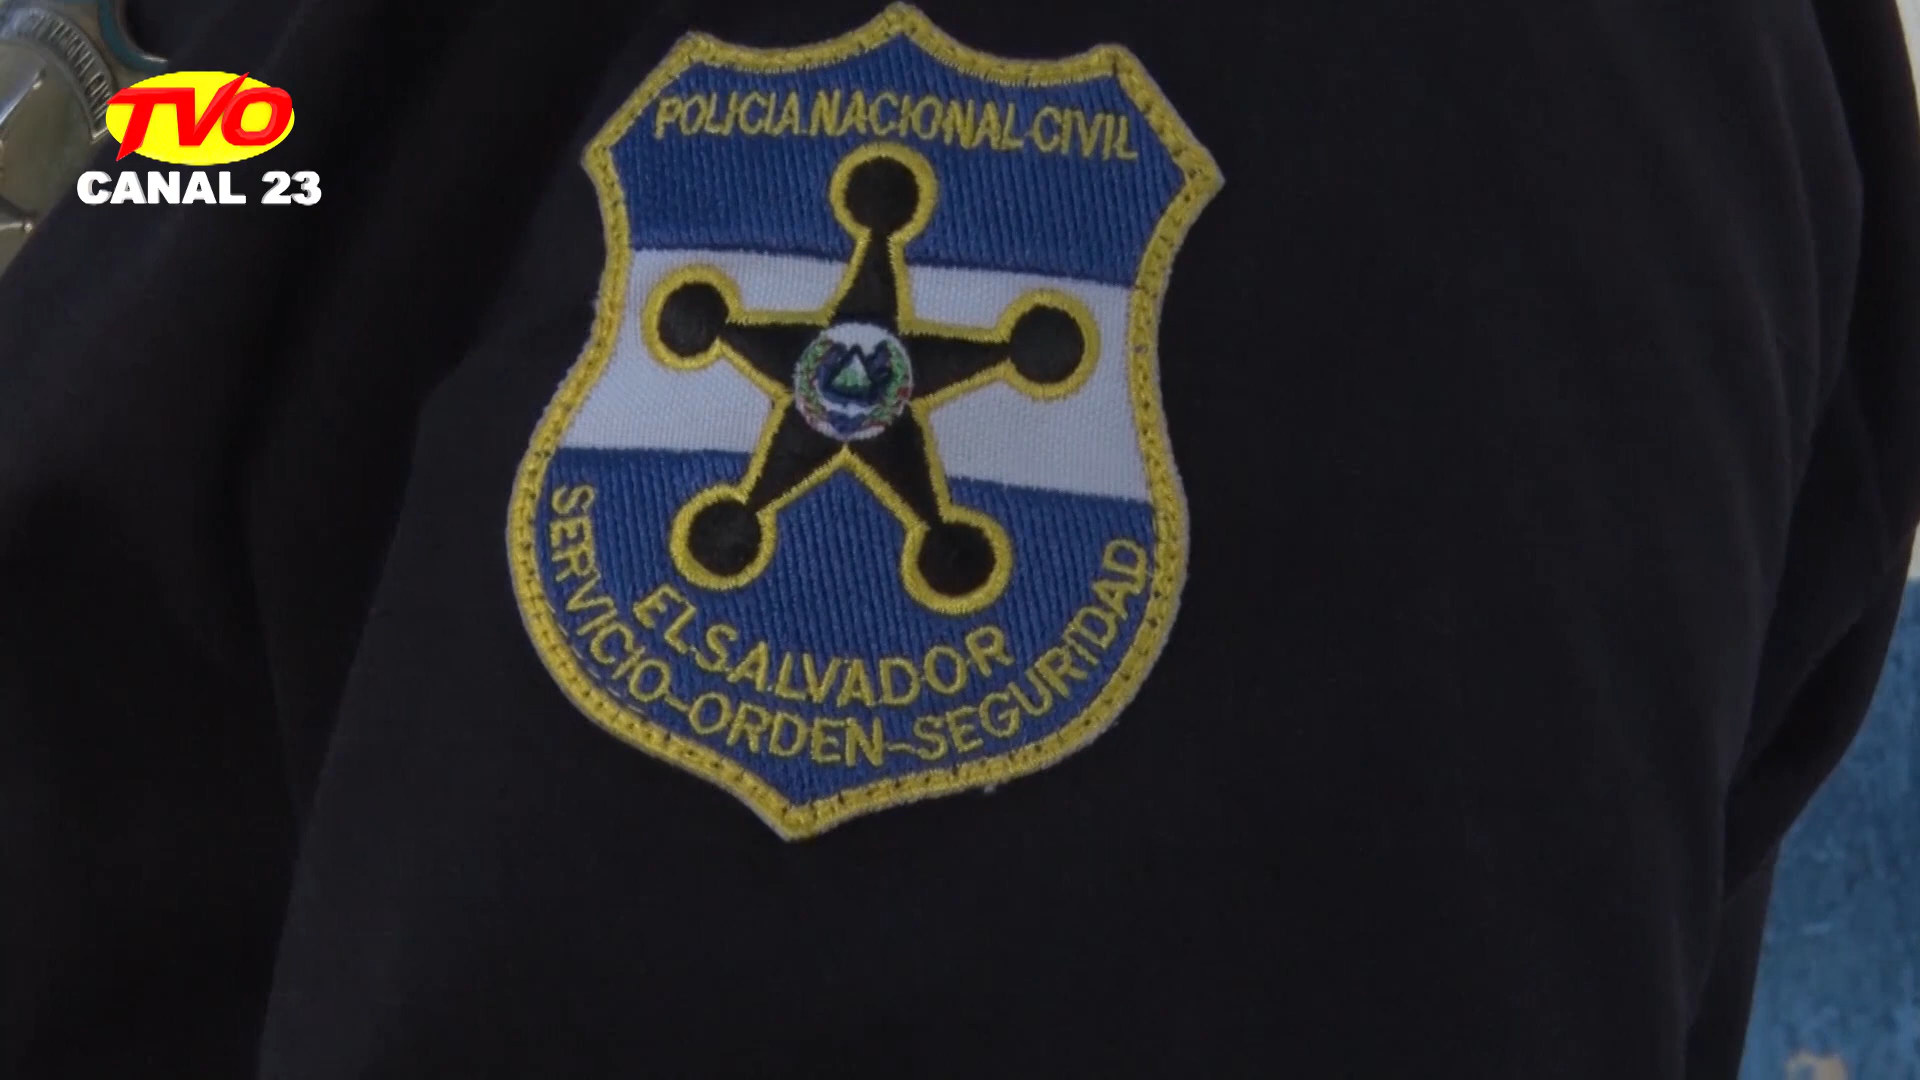 TVO
CANAL 23
POLICIA NACIONAL CIVIL
EL SALVADOR
SERVICIO-ORDEN-SEGURIDAD